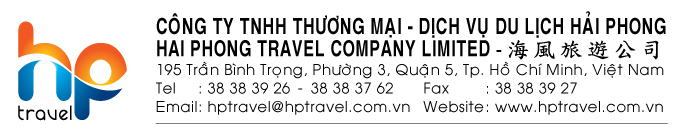 hp
travel
CÔNG TY TNHH THƯƠNG MẠI - DỊCH VỤ DU LỊCH HẢI PHONG
HAI PHONG TRAVEL COMPANY LIMITED - 海風旅遊公司
195 Trần Bình Trọng, Phường 3, Quận 5, Tp. Hồ Chí Minh, Việt Nam
Tel : 38 38 39 26 - 38 38 37 62 Fax : 38 38 39 27
Email: hptravel@hptravel.com.vn Website: www.hptravel.com.vn